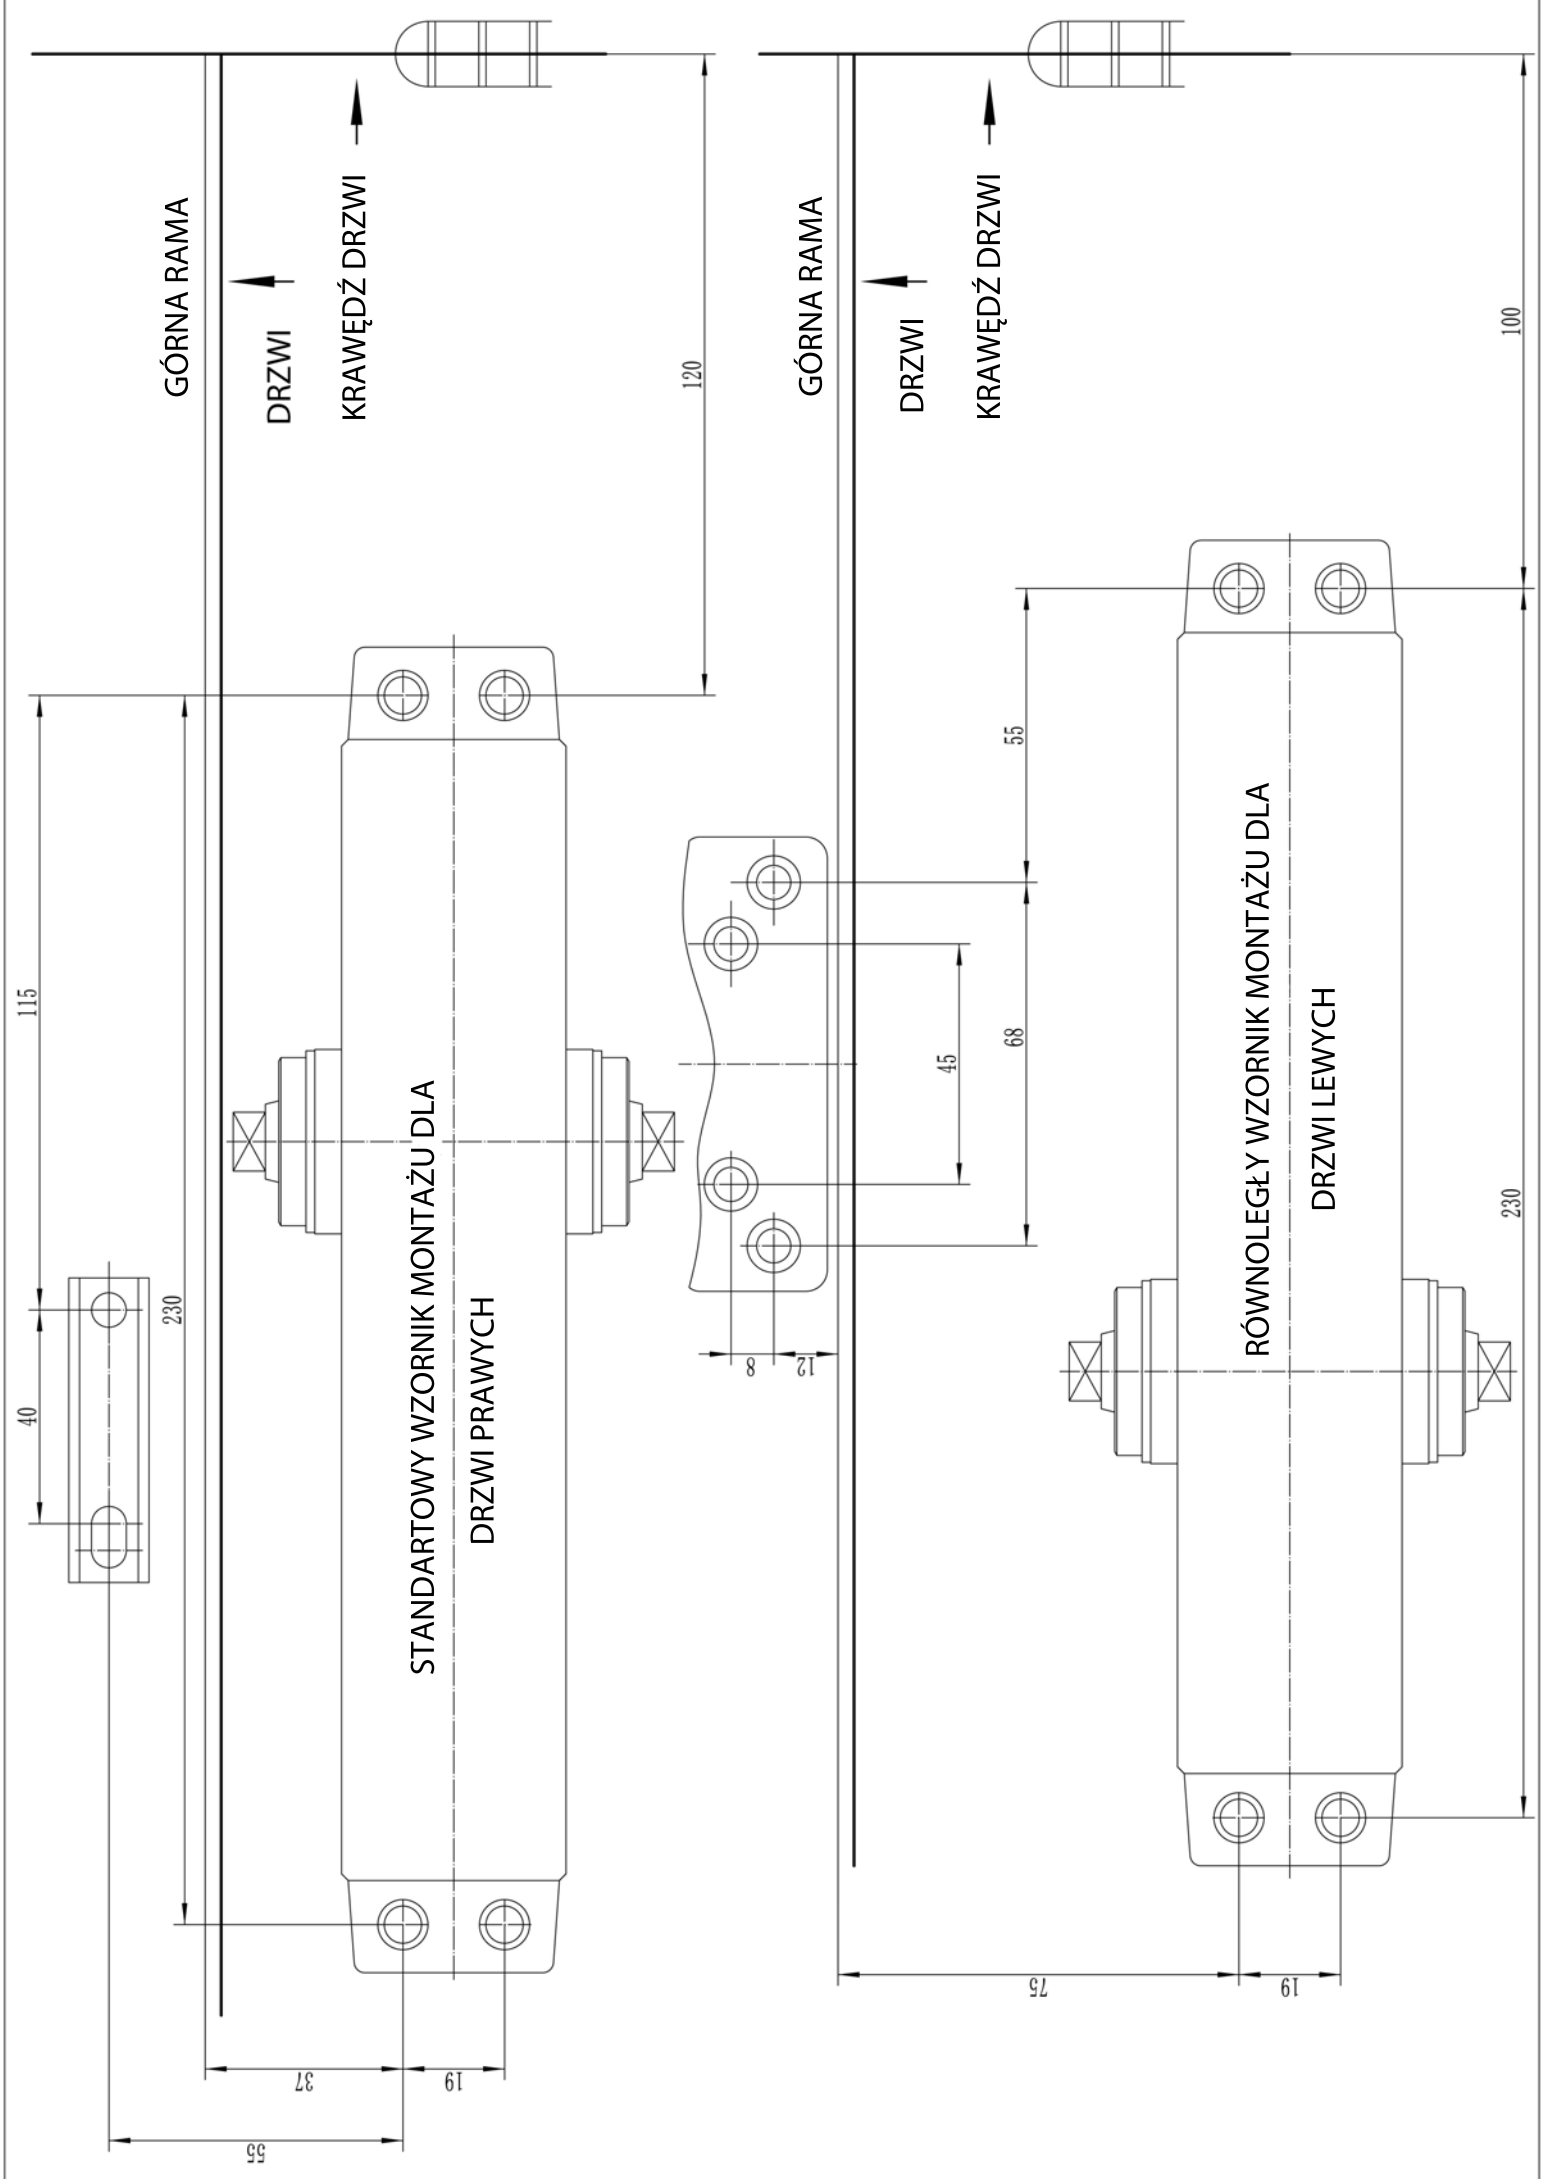 GÓRNA RAMA
DRZWI
KRAWĘDŹ DRZWI
120
115
40
230
STANDARTOWY WZORNIK MONTAŻU DLA
DRZWI PRAWYCH
37
19
55
GÓRNA RAMA
DRZWI
KRAWĘDŹ DRZWI
100
55
68
45
8
12
RÓWNOLEGŁY WZORNIK MONTAŻU DLA
DRZWI LEWYCH
230
75
19